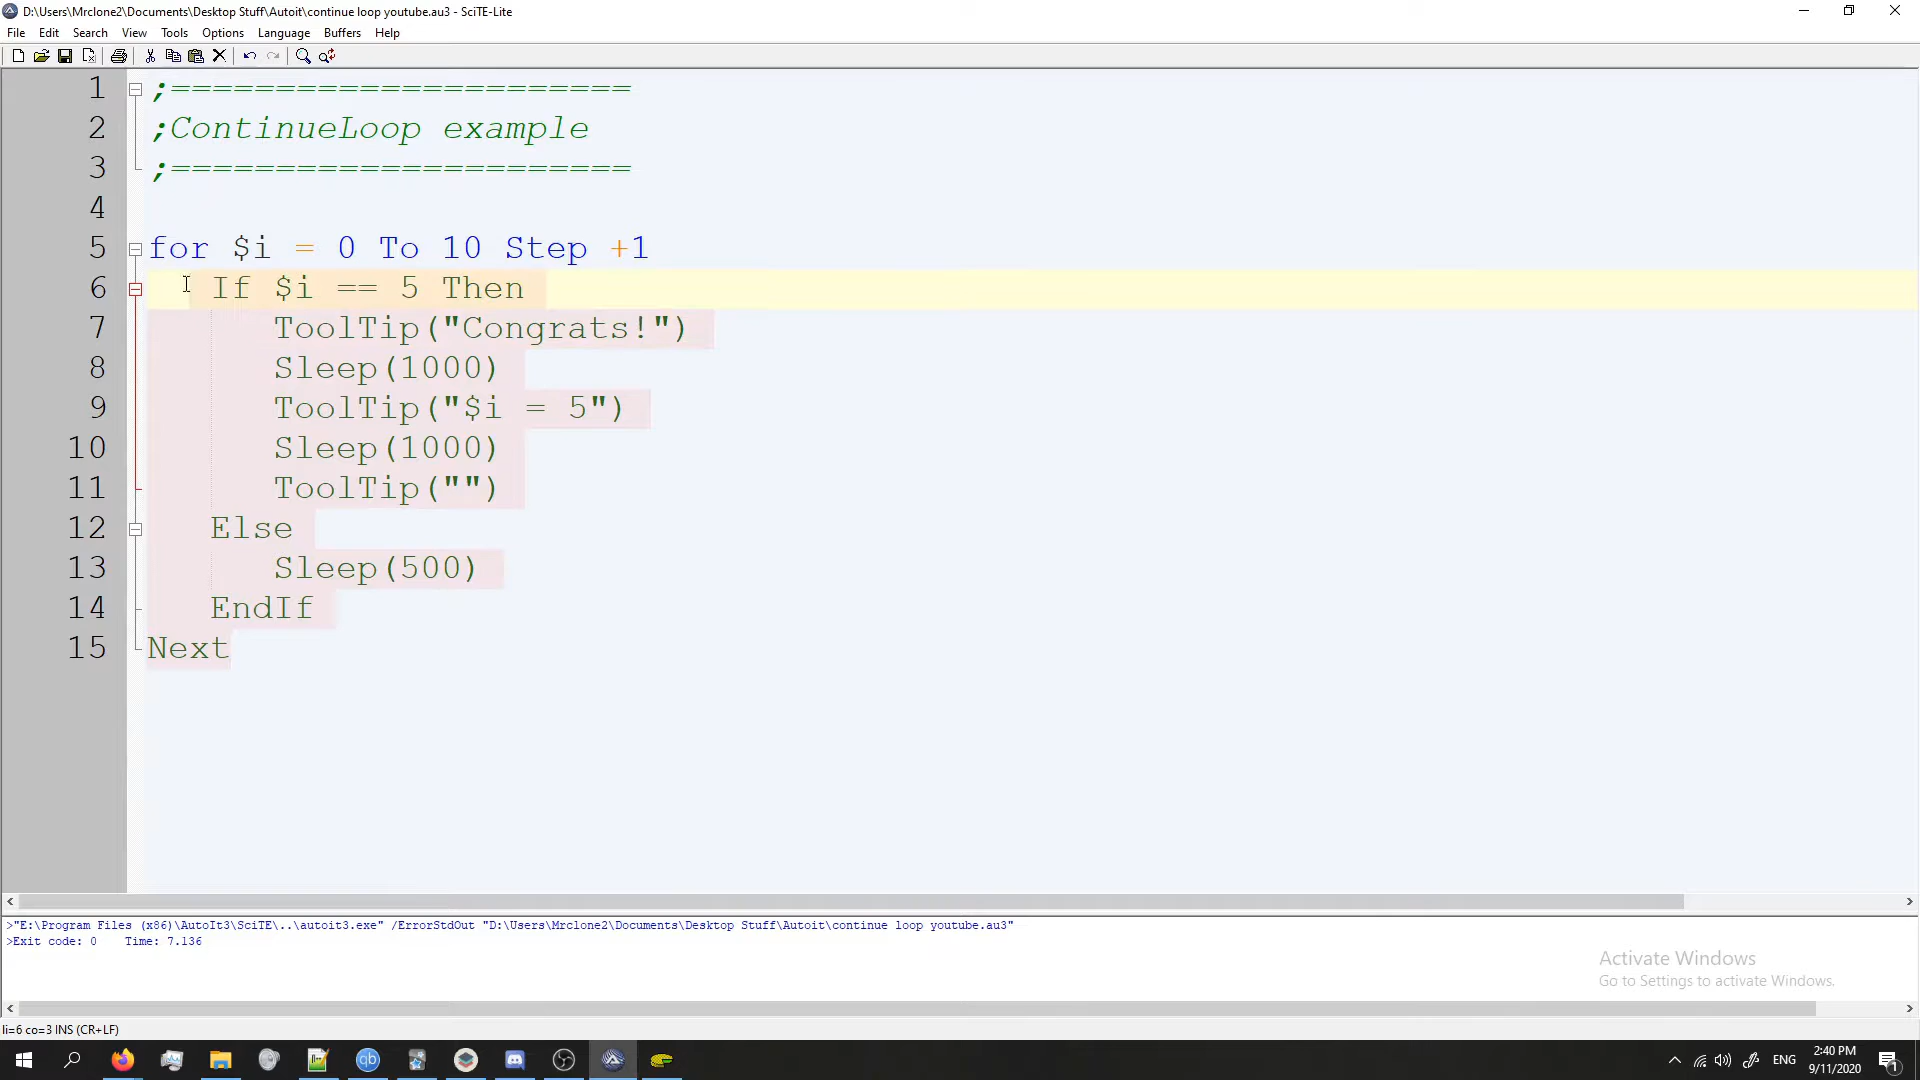 D:\Users\Mrclone2\Documents\Desktop Stuff\Autoit\continue loop youtube.au3 - SciTE-Lite
File Edit Search View Tools Options Language Buffers Help
1 ;======================
2 ;ContinueLoop example
3 ;======================
4
5 for $i = 0 To 10 Step +1
6 If $i == 5 Then
7 ToolTip("Congrats!")
8 Sleep(1000)
9 ToolTip("$i = 5")
10 Sleep(1000)
11 ToolTip("")
12 Else
13 Sleep(500)
14 EndIf
15 Next
>"E:\Program Files (x86)\AutoIt3\SciTE\..\autoit3.exe" /ErrorStdOut "D:\Users\Mrclone2\Documents\Desktop Stuff\Autoit\continue loop youtube.au3"
>Exit code: 0 Time: 7.136
Activate Windows
Go to Settings to activate Windows.
li=6 co=3 INS (CR+LF)
qb
ENG
2:40 PM
9/11/2020
1